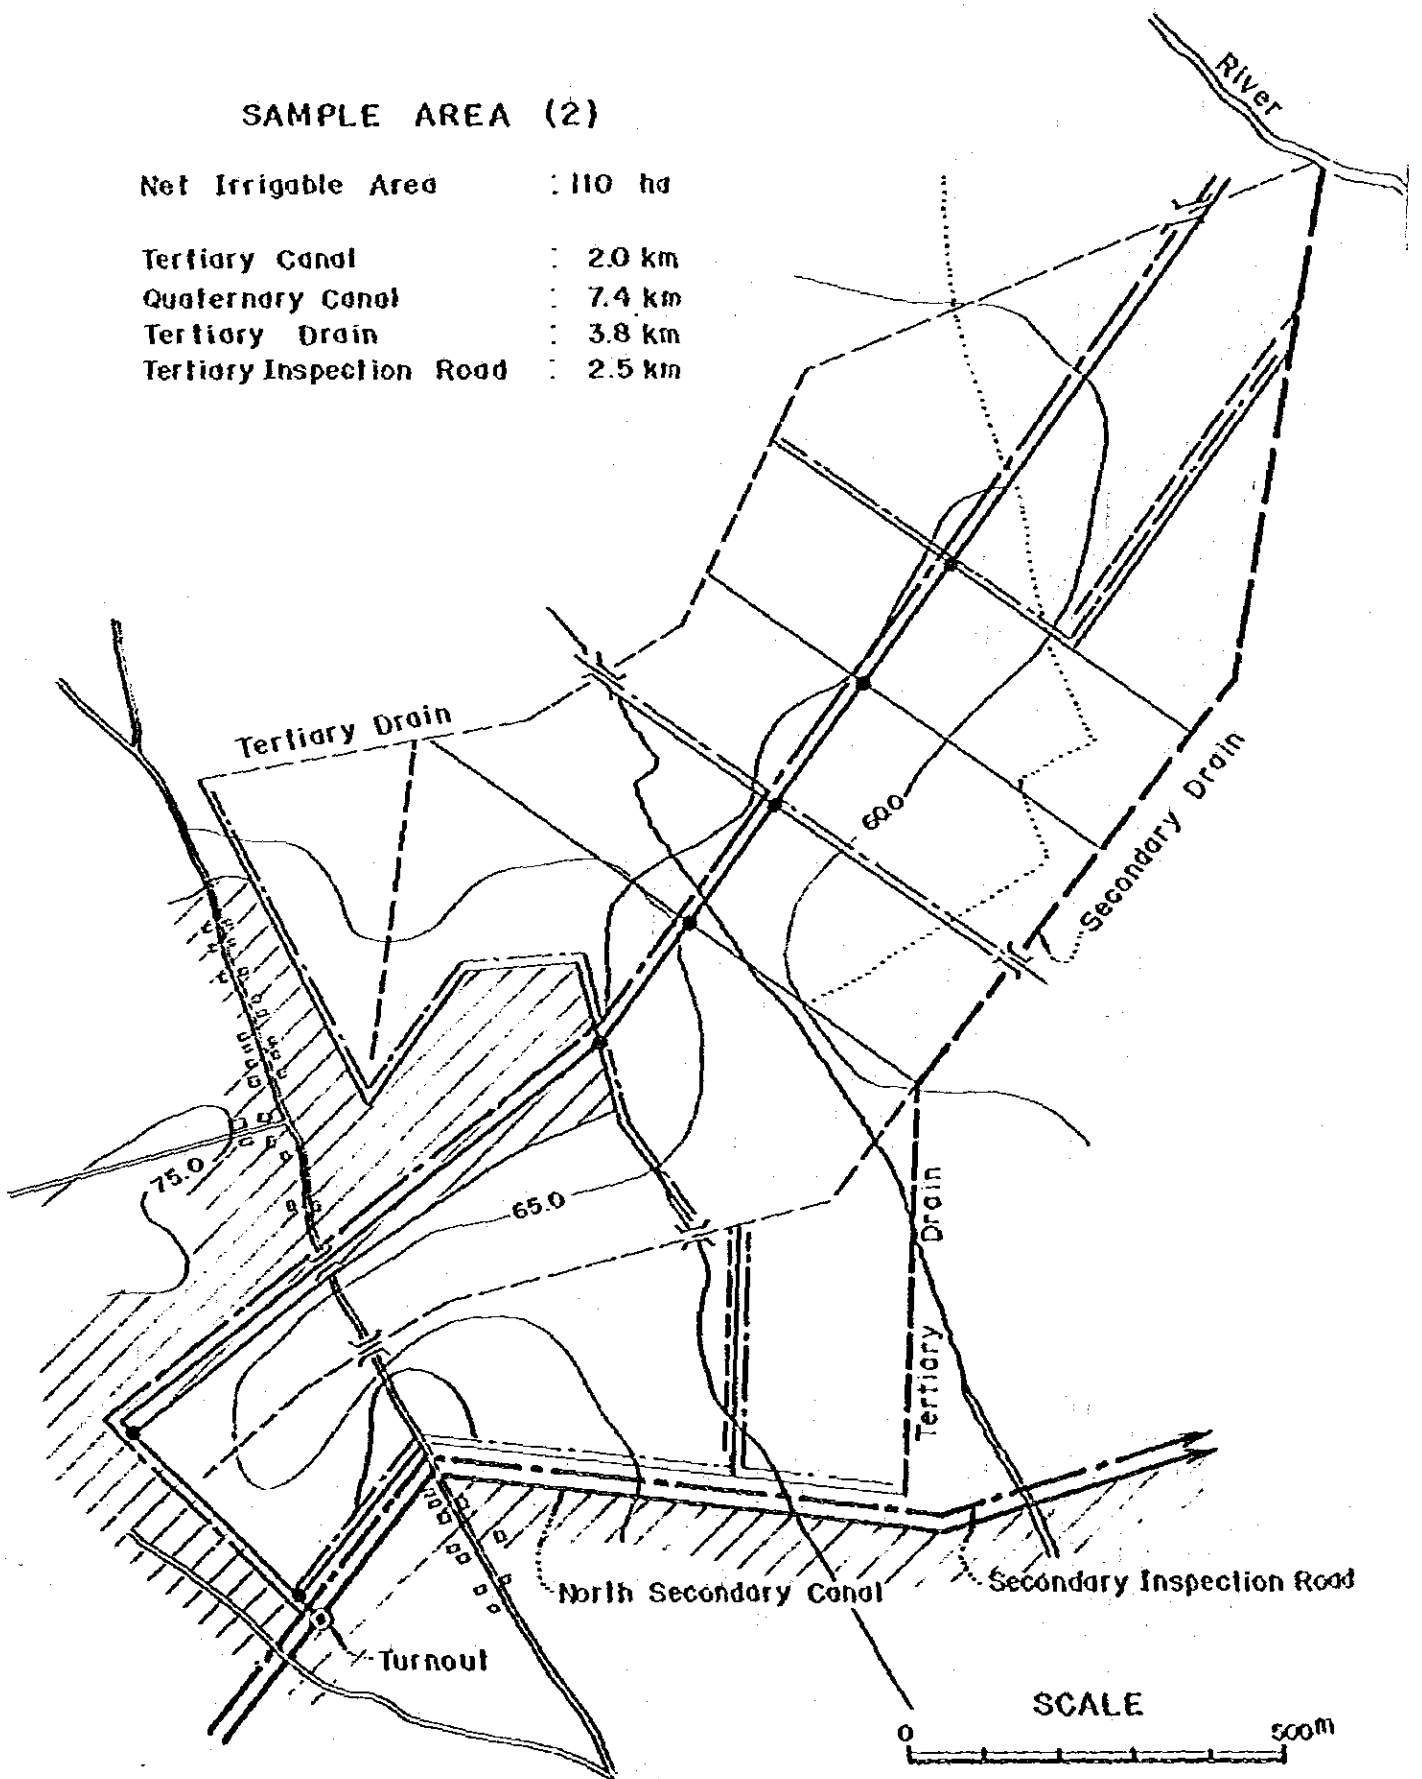 River
SAMPLE AREA (2)
Net Irrigable Area : 110 ha
Tertiary Canal : 2.0 km
Quaternary Canal : 7.4 km
Tertiary Drain : 3.8 km
Tertiary Inspection Road : 2.5 km
Tertiary Drain
60.0
Secondary Drain
75.0
65.0
Tertiary Drain
North Secondary Canal
Secondary Inspection Road
Turnout
SCALE
0 500m